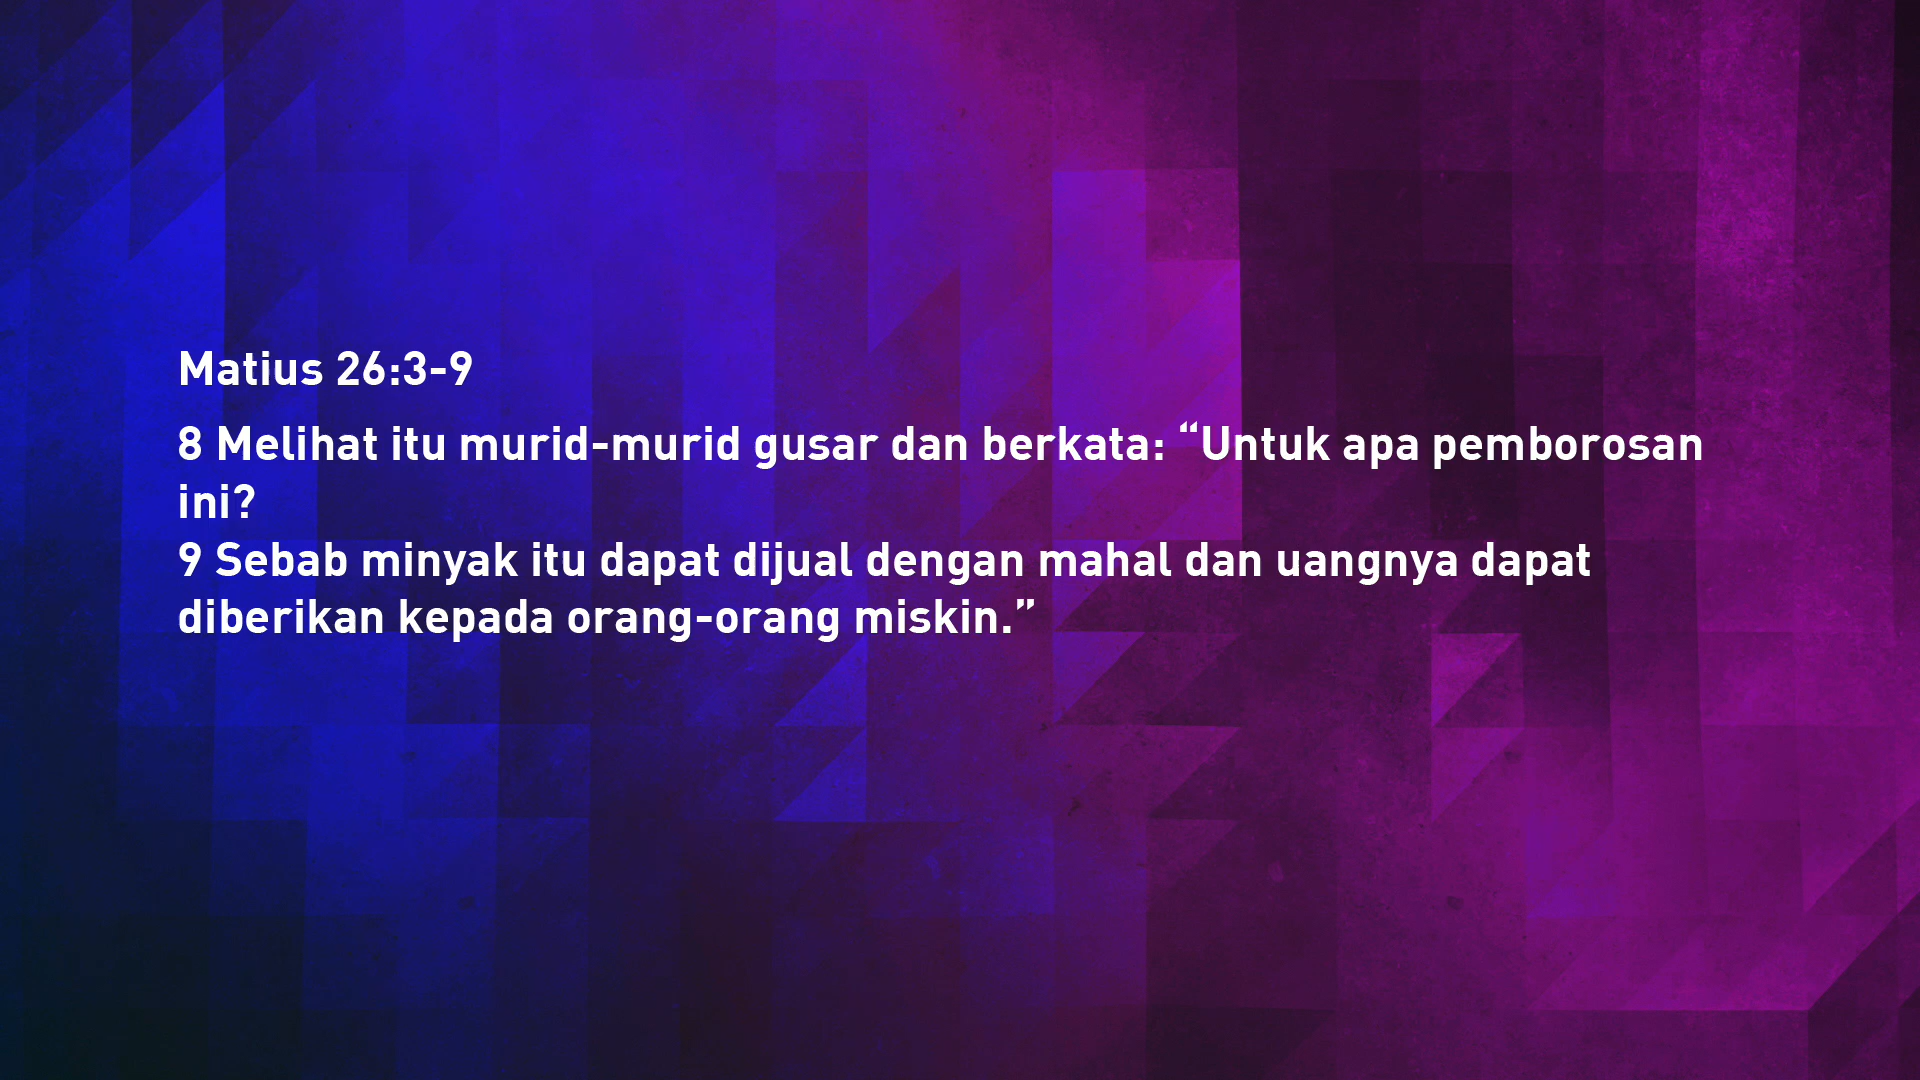 Matius 26:3-9
8 Melihat itu murid-murid gusar dan berkata: “Untuk apa pemborosan
ini?
9 Sebab minyak itu dapat dijual dengan mahal dan uangnya dapat
diberikan kepada orang-orang miskin.”